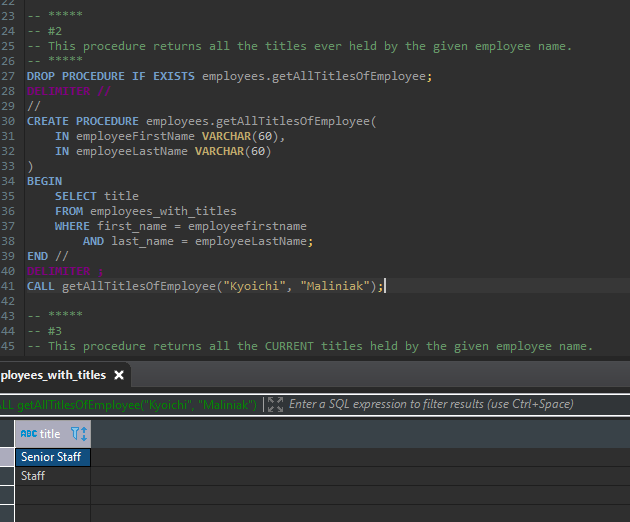 22
23 -- *****
24 -- #2
25 -- This procedure returns all the titles ever held by the given employee name.
26 -- *****
27 DROP PROCEDURE IF EXISTS employees.getAllTitlesOfEmployee;
28 DELIMITER //
29 //
30 CREATE PROCEDURE employees.getAllTitlesOfEmployee(
31     IN employeeFirstName VARCHAR(60),
32     IN employeeLastName VARCHAR(60)
33 )
34 BEGIN
35     SELECT title
36     FROM employees_with_titles
37     WHERE first_name = employeefirstname
38         AND last_name = employeeLastName;
39 END //
40 DELIMITER ;
41 CALL getAllTitlesOfEmployee("Kyoichi", "Maliniak");
42
43 -- *****
44 -- #3
45 -- This procedure returns all the CURRENT titles held by the given employee name.
ployees_with_titles
ALL getAllTitlesOfEmployee("Kyoichi", "Maliniak") Enter a SQL expression to filter results (use Ctrl+Space)
ABC title
Senior Staff
Staff